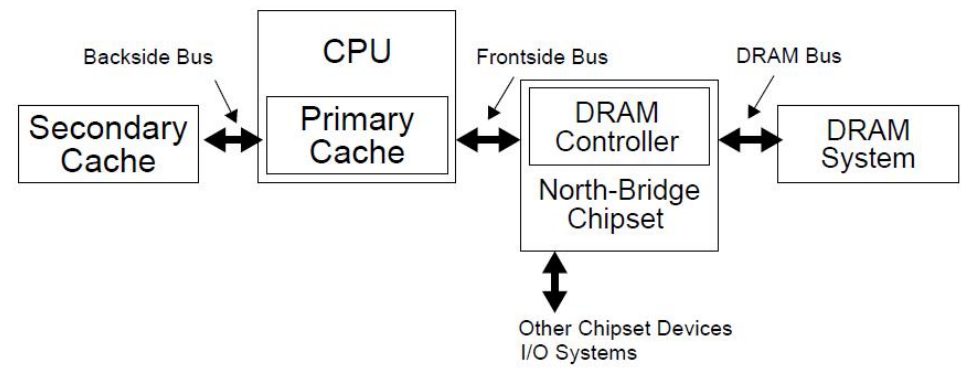 Backside Bus
CPU
Frontside Bus
DRAM Bus
Secondary
Cache
Primary
Cache
DRAM
Controller
North-Bridge
Chipset
DRAM
System
Other Chipset Devices
I/O Systems